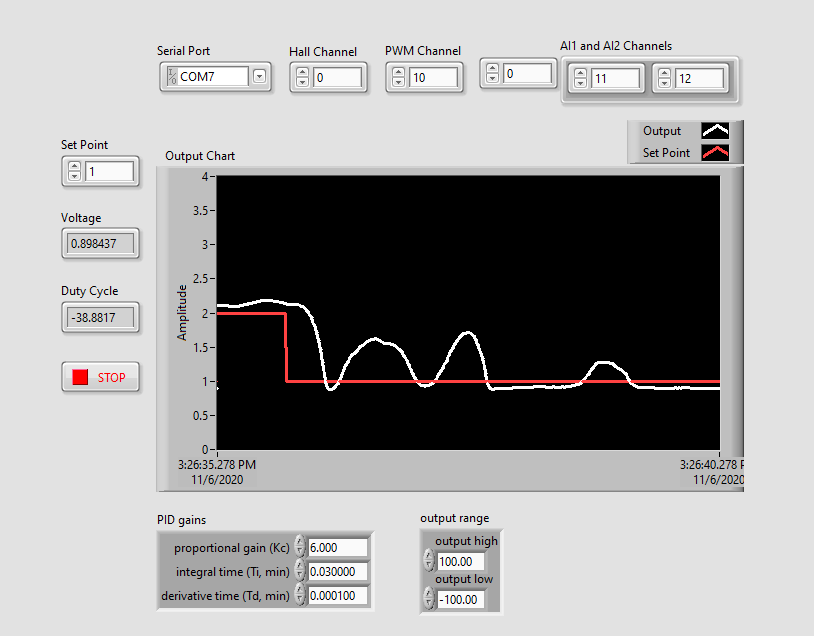 Serial Port
COM7
Hall Channel
0
PWM Channel
10
0
AI1 and AI2 Channels
11
12
Output
Set Point
Set Point
1
Voltage
0.898437
Duty Cycle
-38.8817
STOP
Output Chart
Amplitude
4
3.5
3
2.5
2
1.5
1
0.5
0
3:26:35.278 PM
11/6/2020
3:26:40.278 P
11/6/2020
PID gains
proportional gain (Kc)
6.000
integral time (Ti, min)
0.030000
derivative time (Td, min)
0.000100
output range
output high
100.00
output low
-100.00